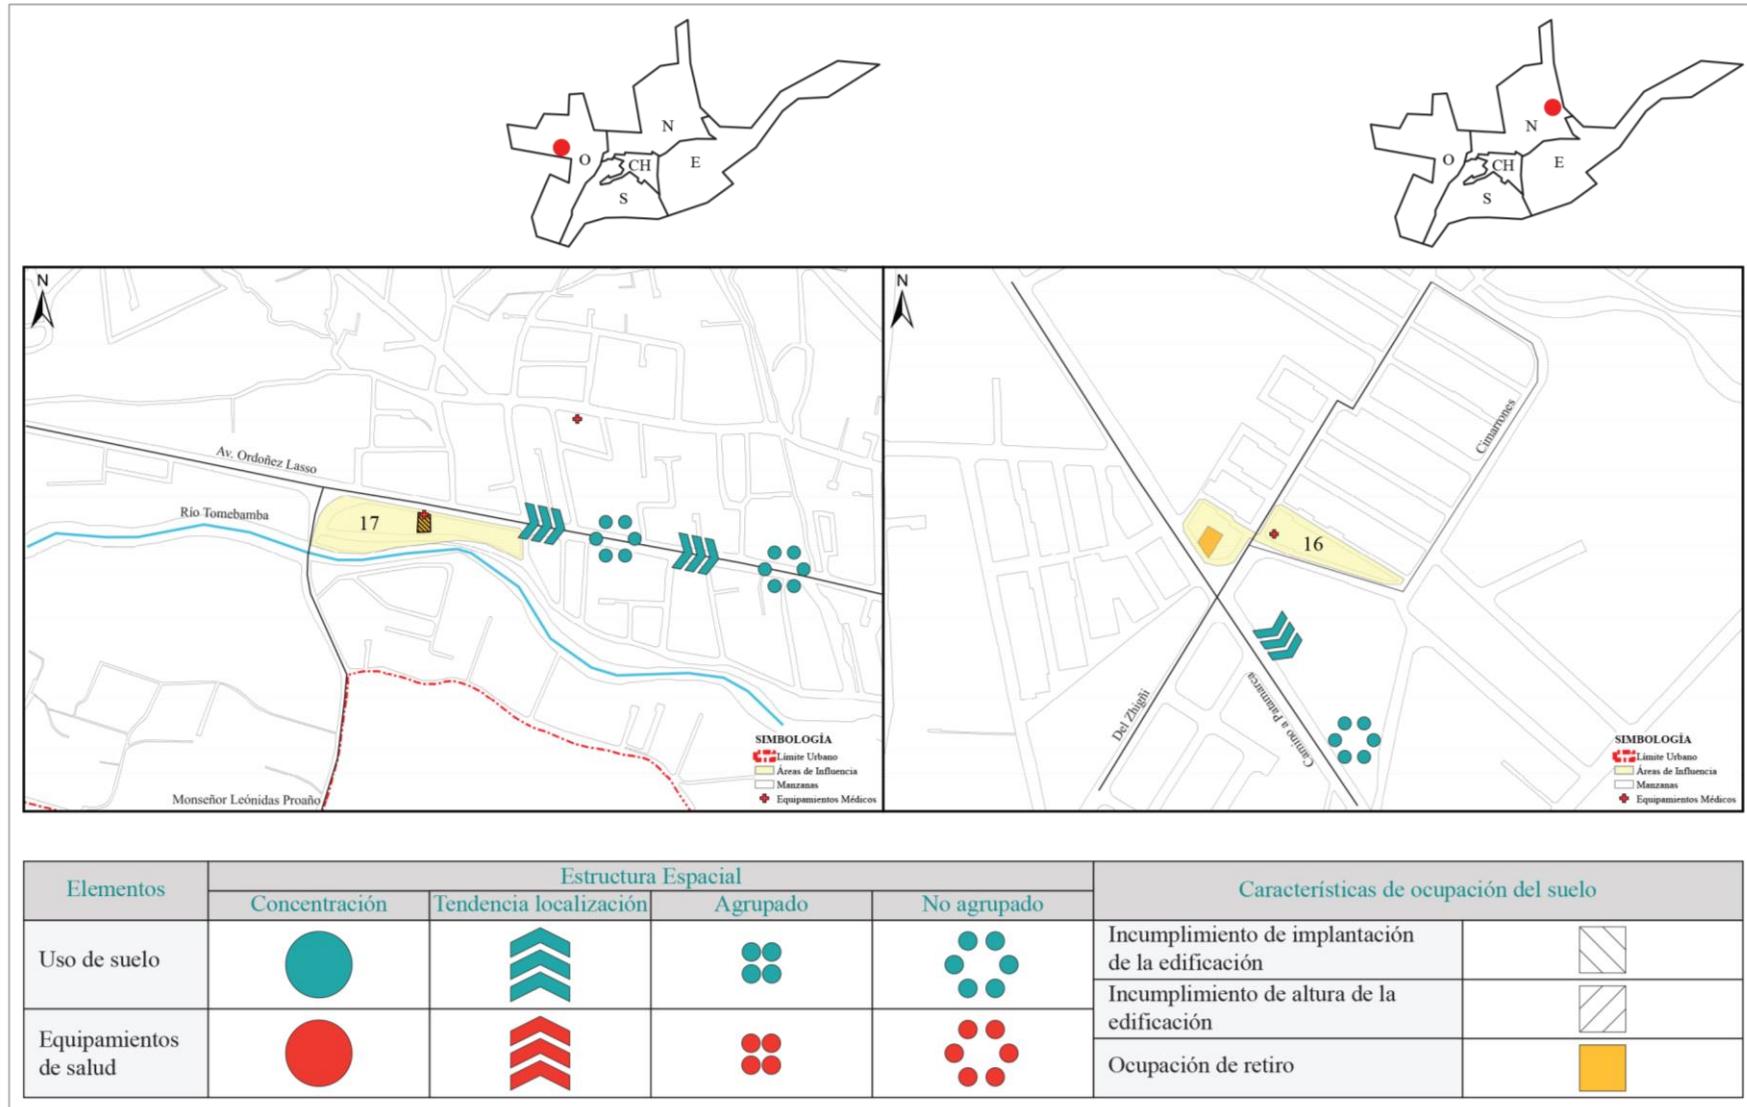 N
O
CH
E
S
N
O
CH
E
S
N
Av. Ordoñez Lasso
Río Tomebamba
17
Monseñor Leónidas Proaño
SIMBOLOGÍA
Límite Urbano
Áreas de Influencia
Manzanas
Equipamientos Médicos
N
Cimarrones
16
Del Zhigñi
Camino a Patamarca
SIMBOLOGÍA
Límite Urbano
Áreas de Influencia
Manzanas
Equipamientos Médicos
Elementos
Estructura Espacial
Características de ocupación del suelo
Concentración
Tendencia localización
Agrupado
No agrupado
Uso de suelo
Incumplimiento de implantación
de la edificación
Incumplimiento de altura de la
edificación
Equipamientos
de salud
Ocupación de retiro